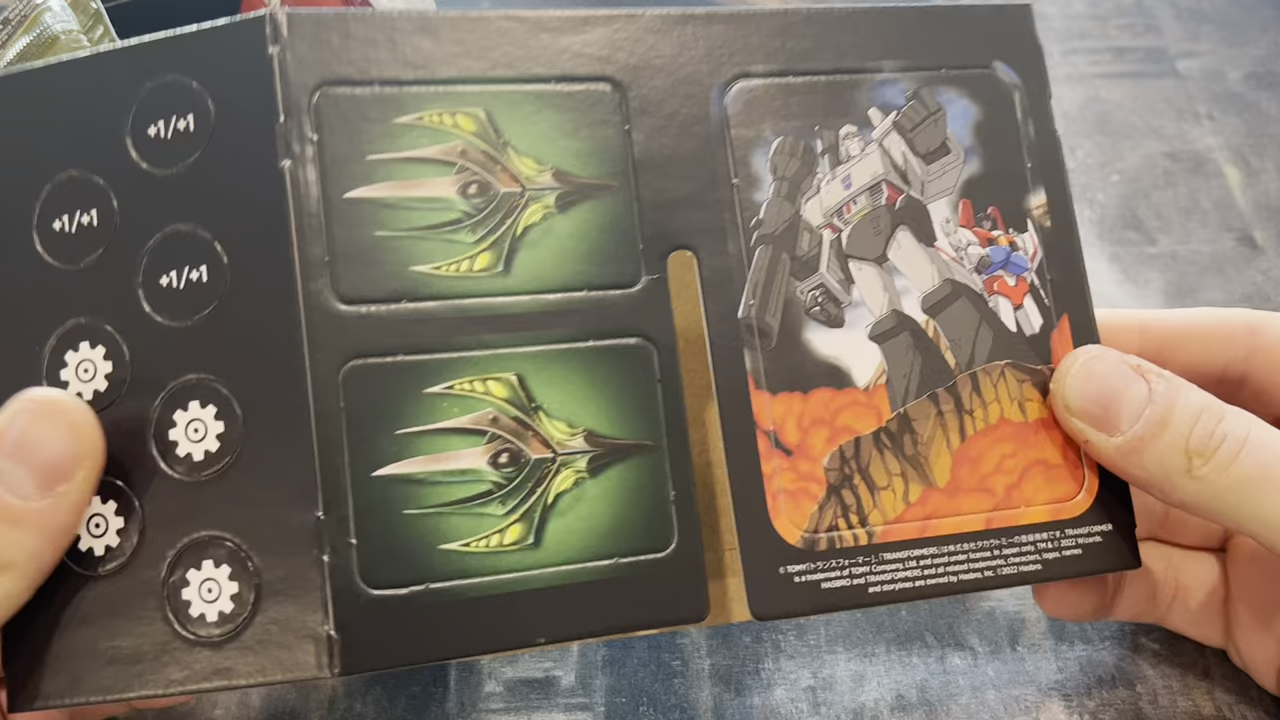 +1/+1
+1/+1
+1/+1
© TOMY「トランスフォーマー」、「TRANSFORMERS」は株式会社タカラトミーの登録商標です。TRANSFORMER
is a trademark of TOMY Company, Ltd. and used under license. In Japan only. TM & © 2022 Wizards.
HASBRO and TRANSFORMERS and all related trademarks, characters, logos, names
and storylines are owned by Hasbro, Inc. ©2022 Hasbro.